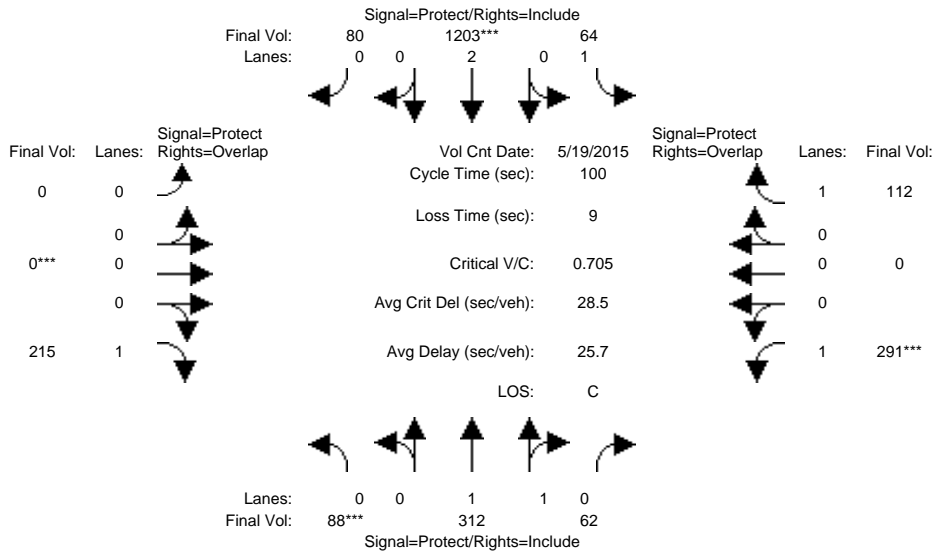 Signal=Protect/Rights=Include
Final Vol: 80 1203*** 64
Lanes: 0 0 2 0 1
Signal=Protect
Final Vol: Lanes: Rights=Overlap
Vol Cnt Date: 5/19/2015
Signal=Protect
Rights=Overlap Lanes: Final Vol:
Cycle Time (sec): 100
0 0
1 112
Loss Time (sec): 9
0
0
0*** 0
Critical V/C: 0.705
0 0
0
Avg Crit Del (sec/veh): 28.5
0
215 1
Avg Delay (sec/veh): 25.7
1 291***
LOS: C
Lanes: 0 0 1 1 0
Final Vol: 88*** 312 62
Signal=Protect/Rights=Include